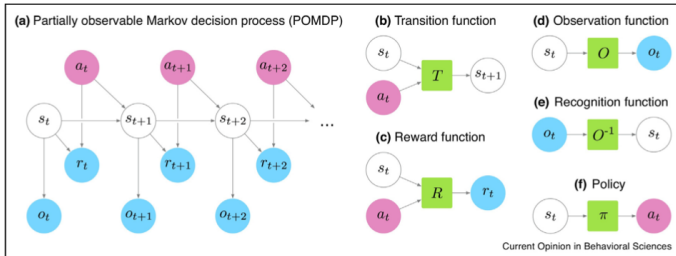 (a) Partially observable Markov decision process (POMDP)
a_t a_{t+1} a_{t+2}
s_t s_{t+1} s_{t+2} ...
r_t r_{t+1} r_{t+2}
o_t o_{t+1} o_{t+2}
(b) Transition function
s_t
T s_{t+1}
a_t
(c) Reward function
s_t
R r_t
a_t
(d) Observation function
s_t O o_t
(e) Recognition function
o_t O^{-1} s_t
(f) Policy
s_t π a_t
Current Opinion in Behavioral Sciences